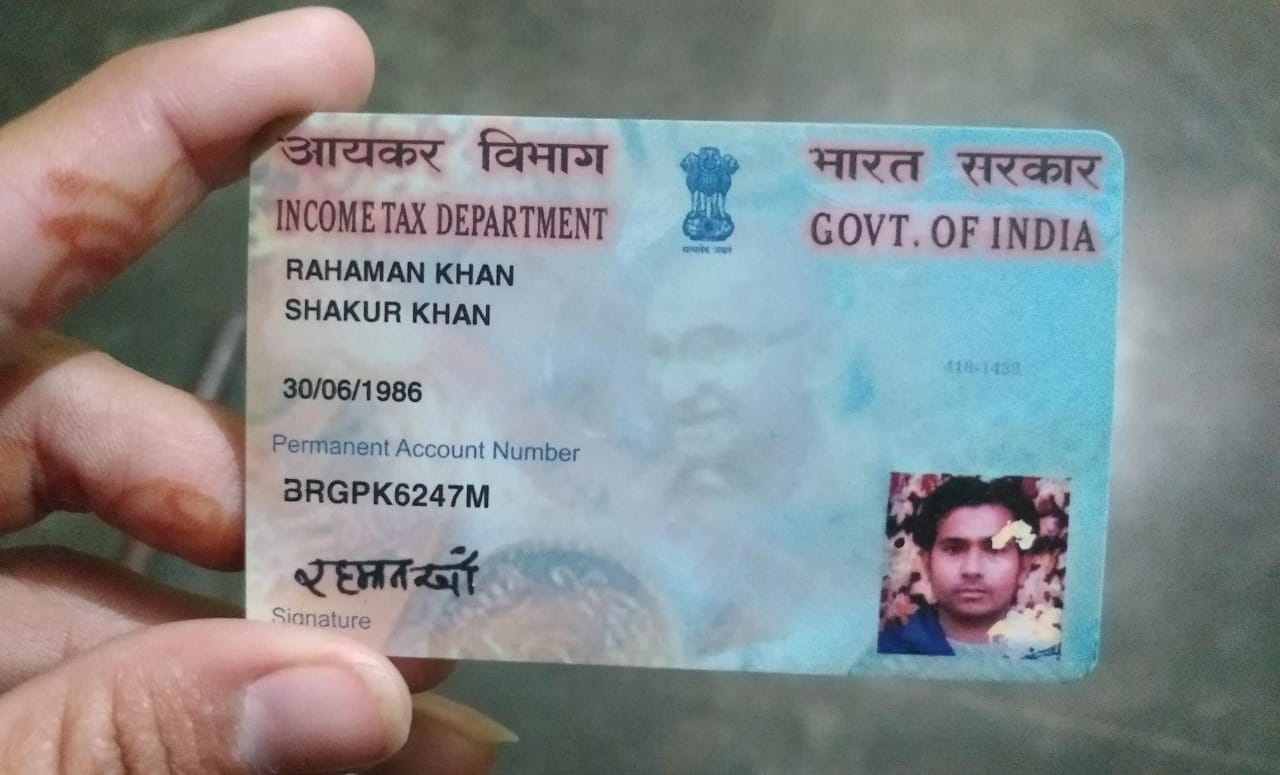 आयकर विभाग
भारत सरकार
INCOME TAX DEPARTMENT
GOVT. OF INDIA
सत्यमेव जयते
RAHAMAN KHAN
SHAKUR KHAN
418-1438
30/06/1986
Permanent Account Number
BRGPK6247M
रहमान खाँ
Signature